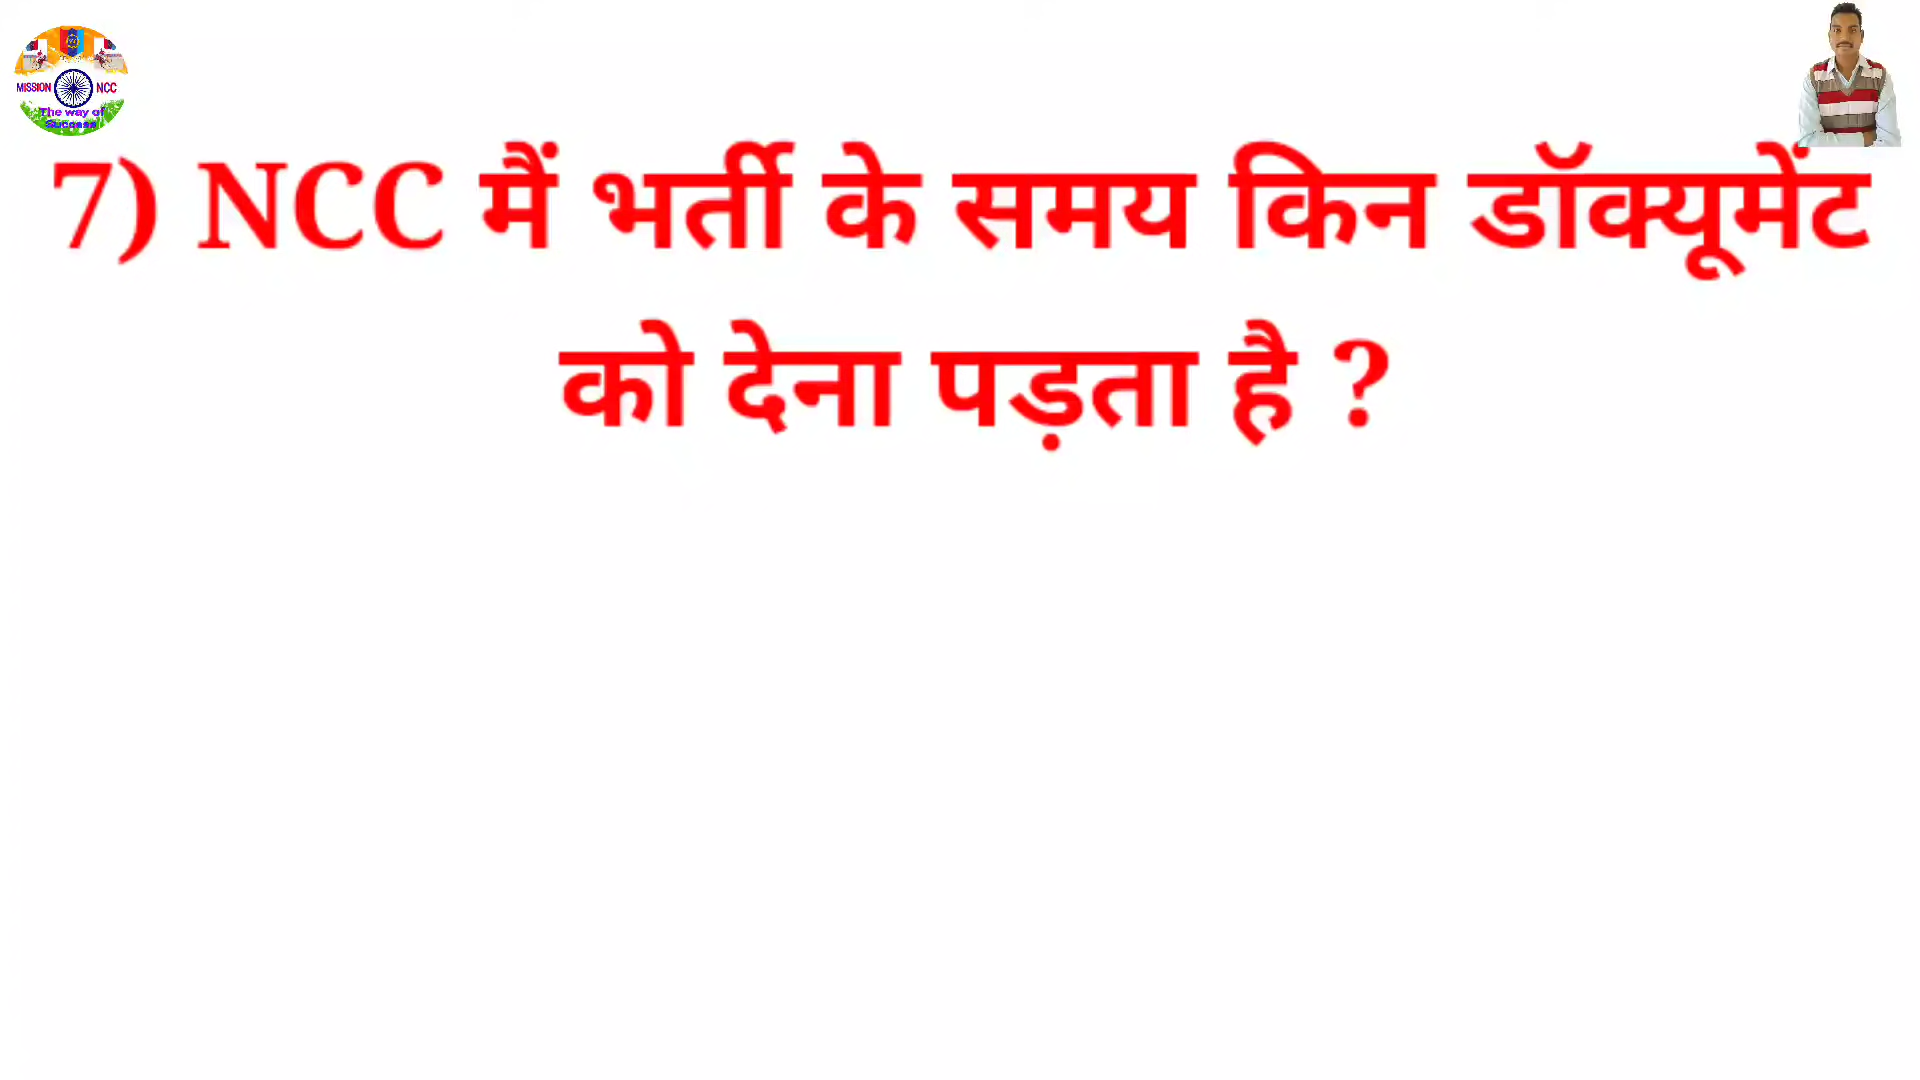 MISSION NCC
The way of
Success
7) NCC मैं भर्ती के समय किन डॉक्यूमेंट
को देना पड़ता है ?